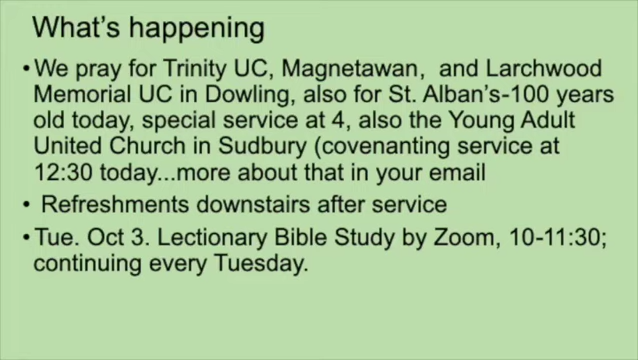 What's happening
•We pray for Trinity UC, Magnetawan,  and Larchwood
Memorial UC in Dowling, also for St. Alban's-100 years
old today, special service at 4, also the Young Adult
United Church in Sudbury (covenanting service at
12:30 today...more about that in your email
• Refreshments downstairs after service
•Tue. Oct 3. Lectionary Bible Study by Zoom, 10-11:30;
continuing every Tuesday.